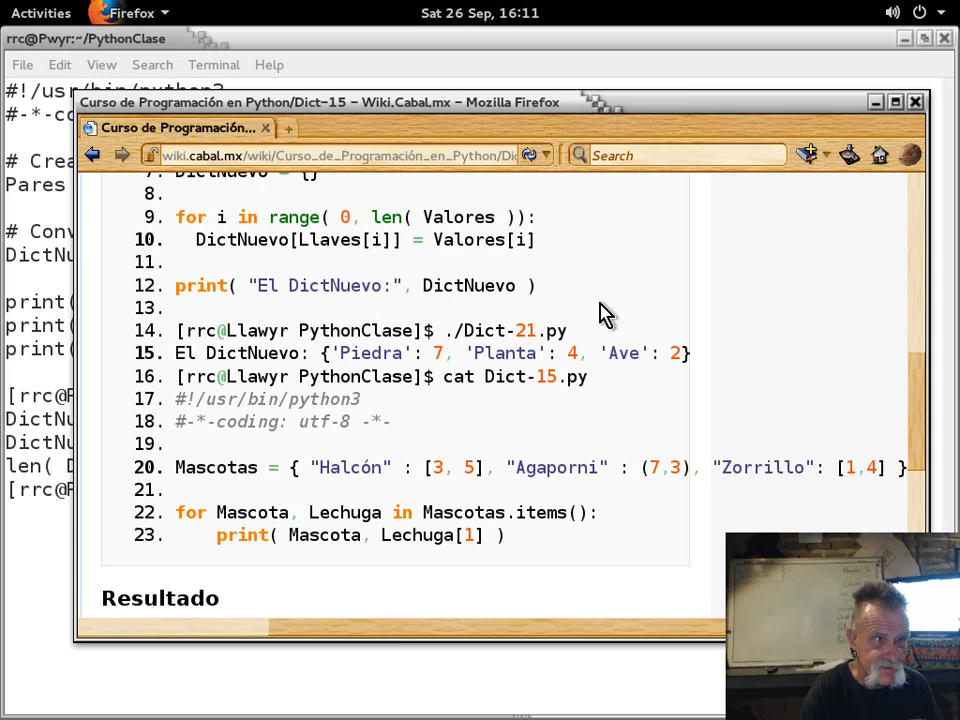 Activities Firefox Sat 26 Sep, 16:11
rrc@Pwyr:~/PythonClase
File Edit View Search Terminal Help
#!/usr/bin/python3
#-*-co
# Crea
Pares
# Conv
DictNu
print(
print(
print(
[rrc@P
DictNu
DictNu
len( D
[rrc@P
Curso de Programación en Python/Dict-15 – Wiki.Cabal.mx – Mozilla Firefox
Curso de Programación...
wiki.cabal.mx/wiki/Curso_de_Programación_en_Python/Dic Search
7. DictNuevo = {}
8.
9. for i in range( 0, len( Valores )):
10. DictNuevo[Llaves[i]] = Valores[i]
11.
12. print( "El DictNuevo:", DictNuevo )
13.
14. [rrc@Llawyr PythonClase]$ ./Dict-21.py
15. El DictNuevo: {'Piedra': 7, 'Planta': 4, 'Ave': 2}
16. [rrc@Llawyr PythonClase]$ cat Dict-15.py
17. #!/usr/bin/python3
18. #-*-coding: utf-8 -*-
19.
20. Mascotas = { "Halcón" : [3, 5], "Agaporni" : (7,3), "Zorrillo": [1,4] }
21.
22. for Mascota, Lechuga in Mascotas.items():
23. print( Mascota, Lechuga[1] )
Resultado